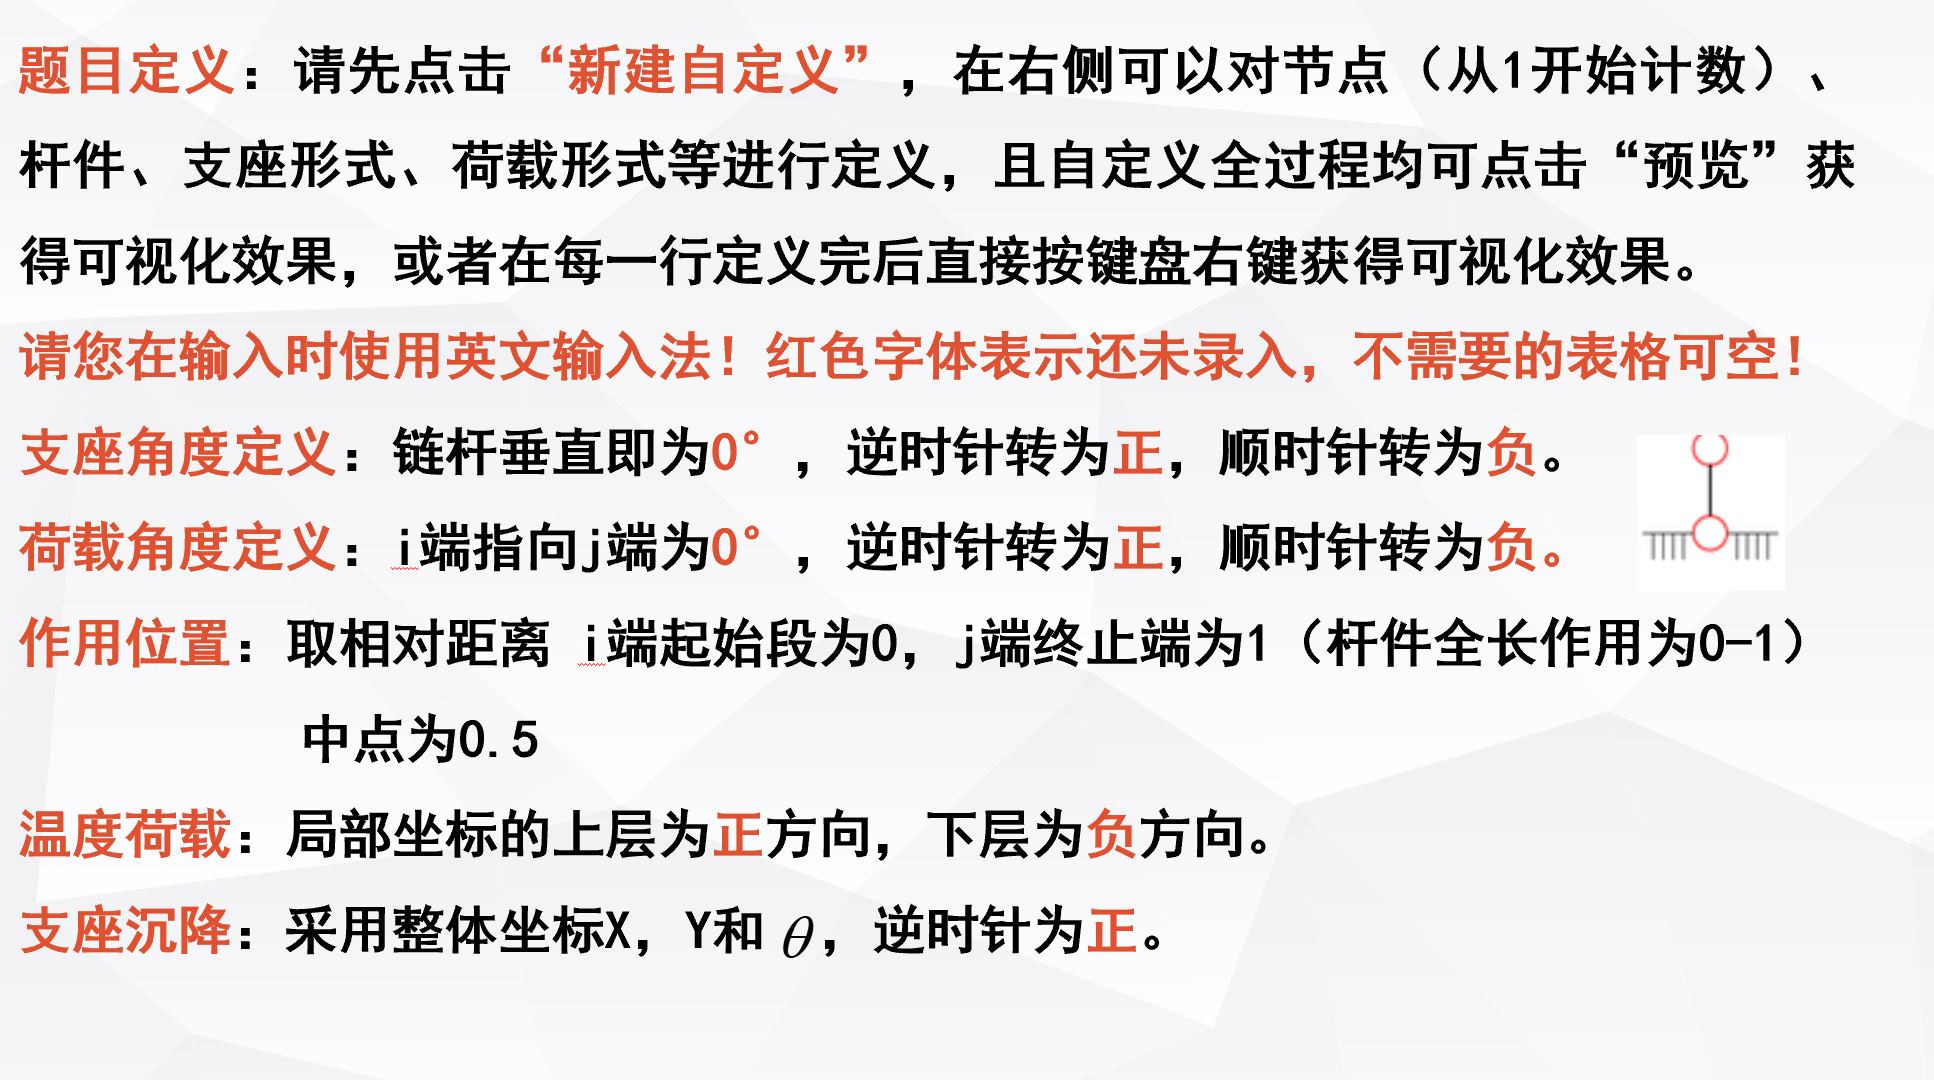 题目定义：请先点击“新建自定义”，在右侧可以对节点（从1开始计数）、
杆件、支座形式、荷载形式等进行定义，且自定义全过程均可点击“预览”获
得可视化效果，或者在每一行定义完后直接按键盘右键获得可视化效果。
请您在输入时使用英文输入法！红色字体表示还未录入，不需要的表格可空！
支座角度定义：链杆垂直即为0°，逆时针转为正，顺时针转为负。
荷载角度定义：i端指向j端为0°，逆时针转为正，顺时针转为负。
作用位置：取相对距离 i端起始段为0，j端终止端为1（杆件全长作用为0-1）
中点为0.5
温度荷载：局部坐标的上层为正方向，下层为负方向。
支座沉降：采用整体坐标X，Y和 θ，逆时针为正。